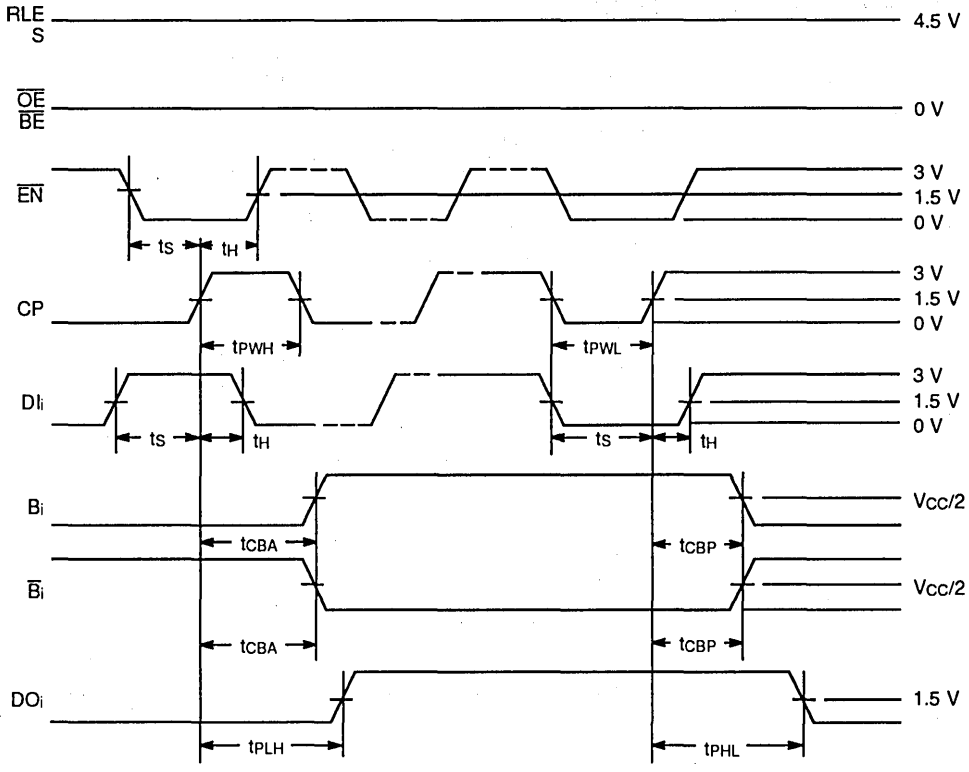 RLE
S
4.5 V
OE
BE
0 V
EN
3 V
1.5 V
0 V
tS
tH
CP
3 V
1.5 V
0 V
tPWH
tPWL
DIi
3 V
1.5 V
0 V
tS
tH
tS
tH
Bi
VCC/2
tCBA
tCBP
Bi
VCC/2
tCBA
tCBP
DOi
1.5 V
tPLH
tPHL